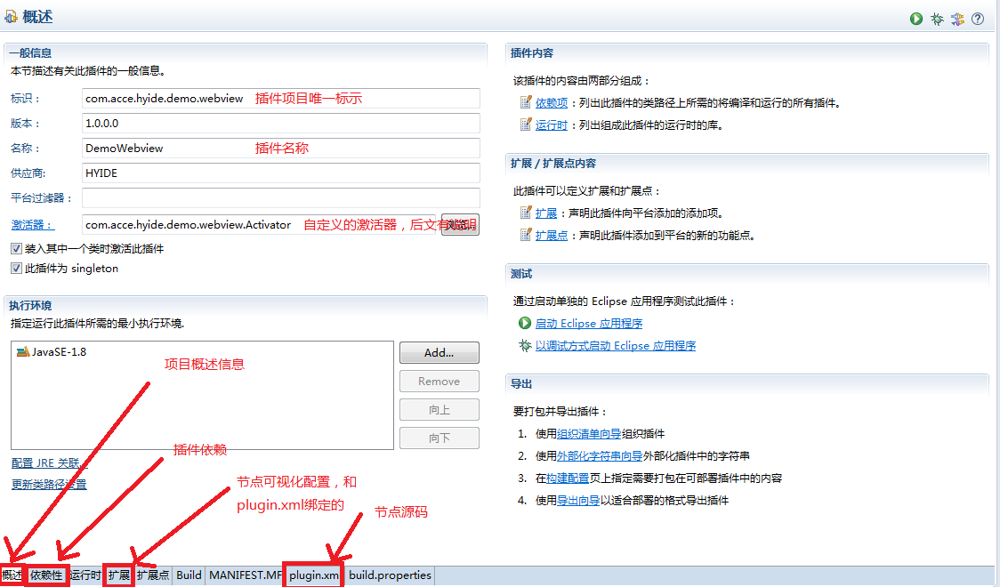 概述
一般信息
本节描述有关此插件的一般信息。
标识： com.acce.hyide.demo.webview 插件项目唯一标示
版本： 1.0.0.0
名称： DemoWebview 插件名称
供应商: HYIDE
平台过滤器：
激活器： com.acce.hyide.demo.webview.Activator 自定义的激活器，后文有说明
装入其中一个类时激活此插件
此插件为 singleton
执行环境
指定运行此插件所需的最小执行环境.
JavaSE-1.8
Add...
Remove
向上
向下
项目概述信息
配置 JRE 关联...
更新类路径设置
插件依赖
节点可视化配置，和
plugin.xml绑定的
节点源码
插件内容
该插件的内容由两部分组成：
依赖项：列出此插件的类路径上所需的将编译和运行的所有插件。
运行时：列出组成此插件的运行时的库。
扩展 / 扩展点内容
此插件可以定义扩展和扩展点：
扩展：声明此插件向平台添加的添加项。
扩展点：声明此插件添加到平台的新的功能点。
测试
通过启动单独的 Eclipse 应用程序测试此插件：
启动 Eclipse 应用程序
以调试方式启动 Eclipse 应用程序
导出
要打包并导出插件：
1. 使用组织清单向导组织插件
2. 使用外部化字符串向导外部化插件中的字符串
3. 在构建配置页上指定需要打包在可部署插件中的内容
4. 使用导出向导以适合部署的格式导出插件
概述 依赖性 运行时 扩展 扩展点 Build MANIFEST.MF plugin.xm build.properties